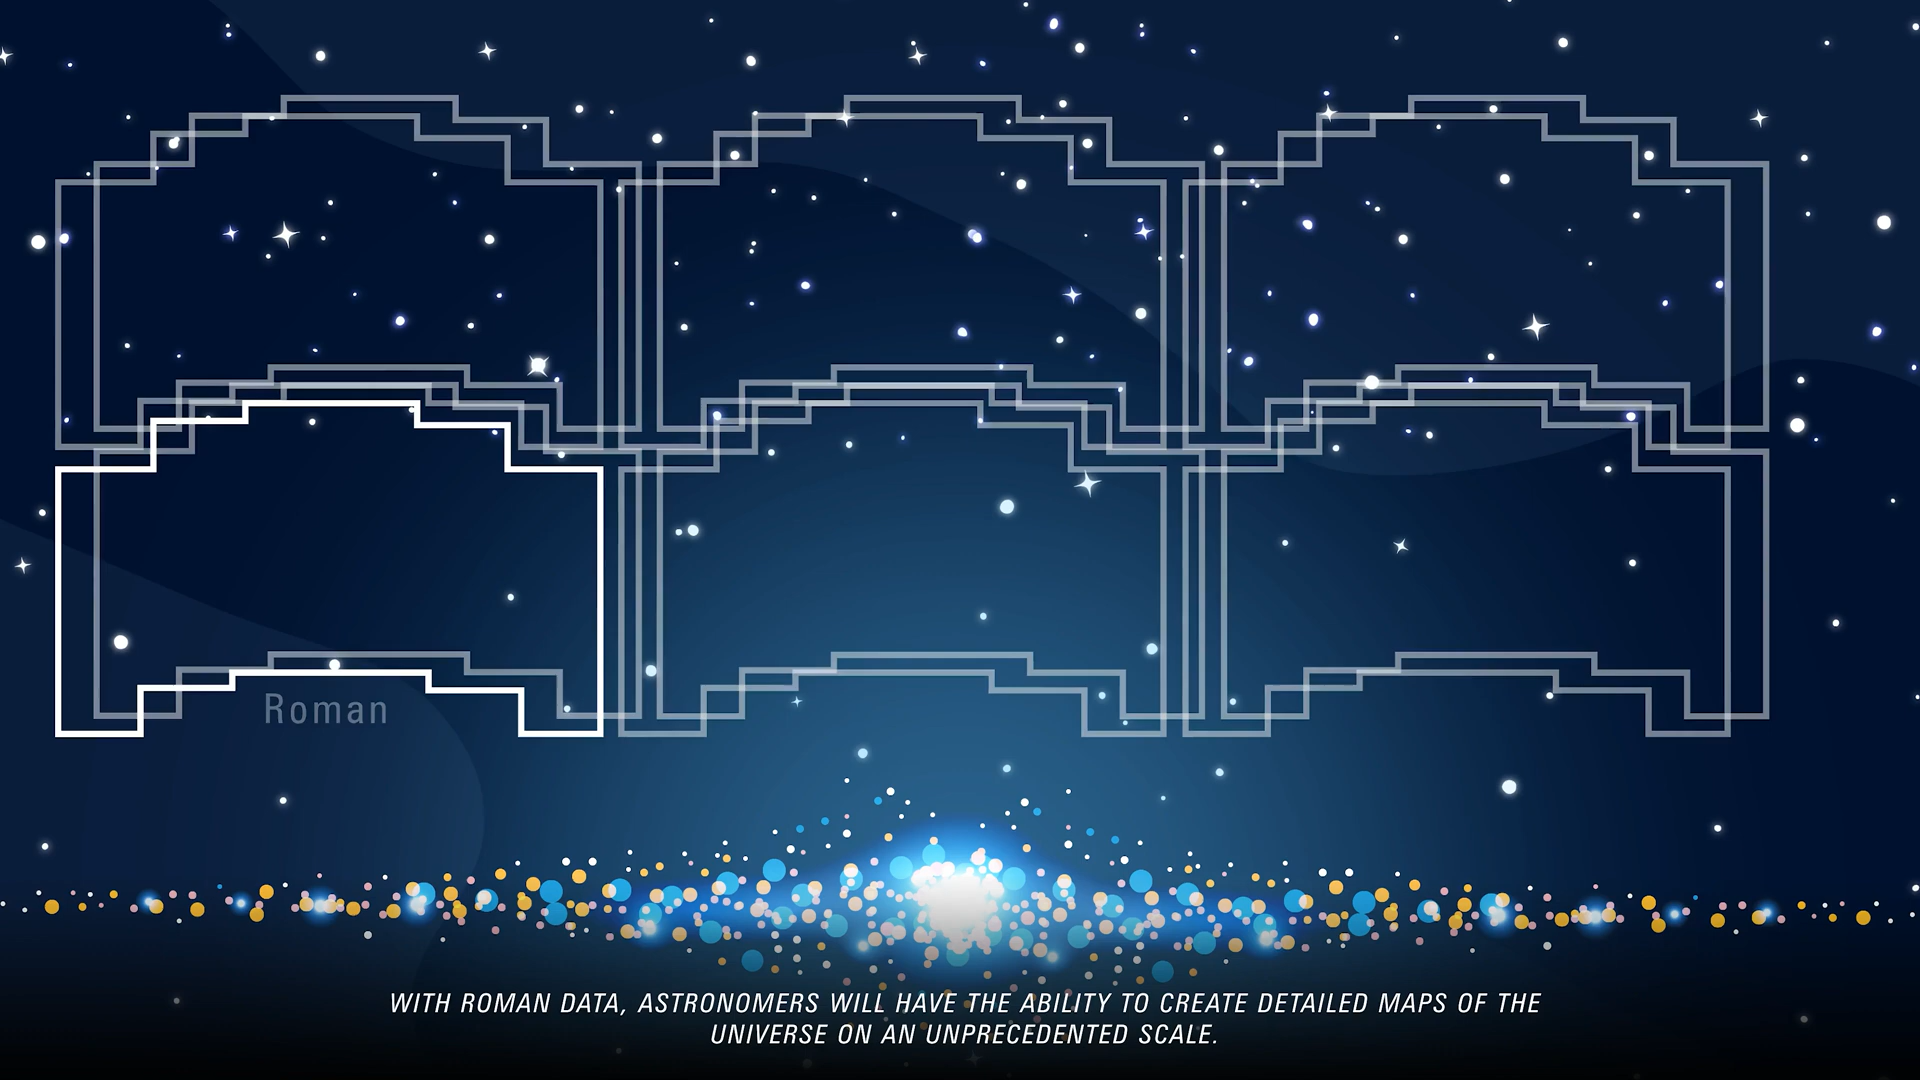 Roman
WITH ROMAN DATA, ASTRONOMERS WILL HAVE THE ABILITY TO CREATE DETAILED MAPS OF THE
UNIVERSE ON AN UNPRECEDENTED SCALE.